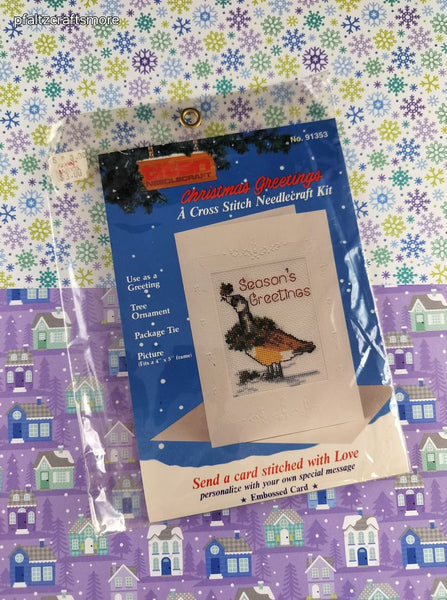 pfaltzcraftsmore
No. 91353
NEEDLECRAFT
Christmas Greetings
A Cross Stitch Needlecraft Kit
Use as a
Greeting
Tree
Ornament
Package Tie
Picture
(Fits a 4" x 5" frame)
Season's
Greetings
Send a card stitched with Love
personalize with your own special message
★ Embossed Card ★